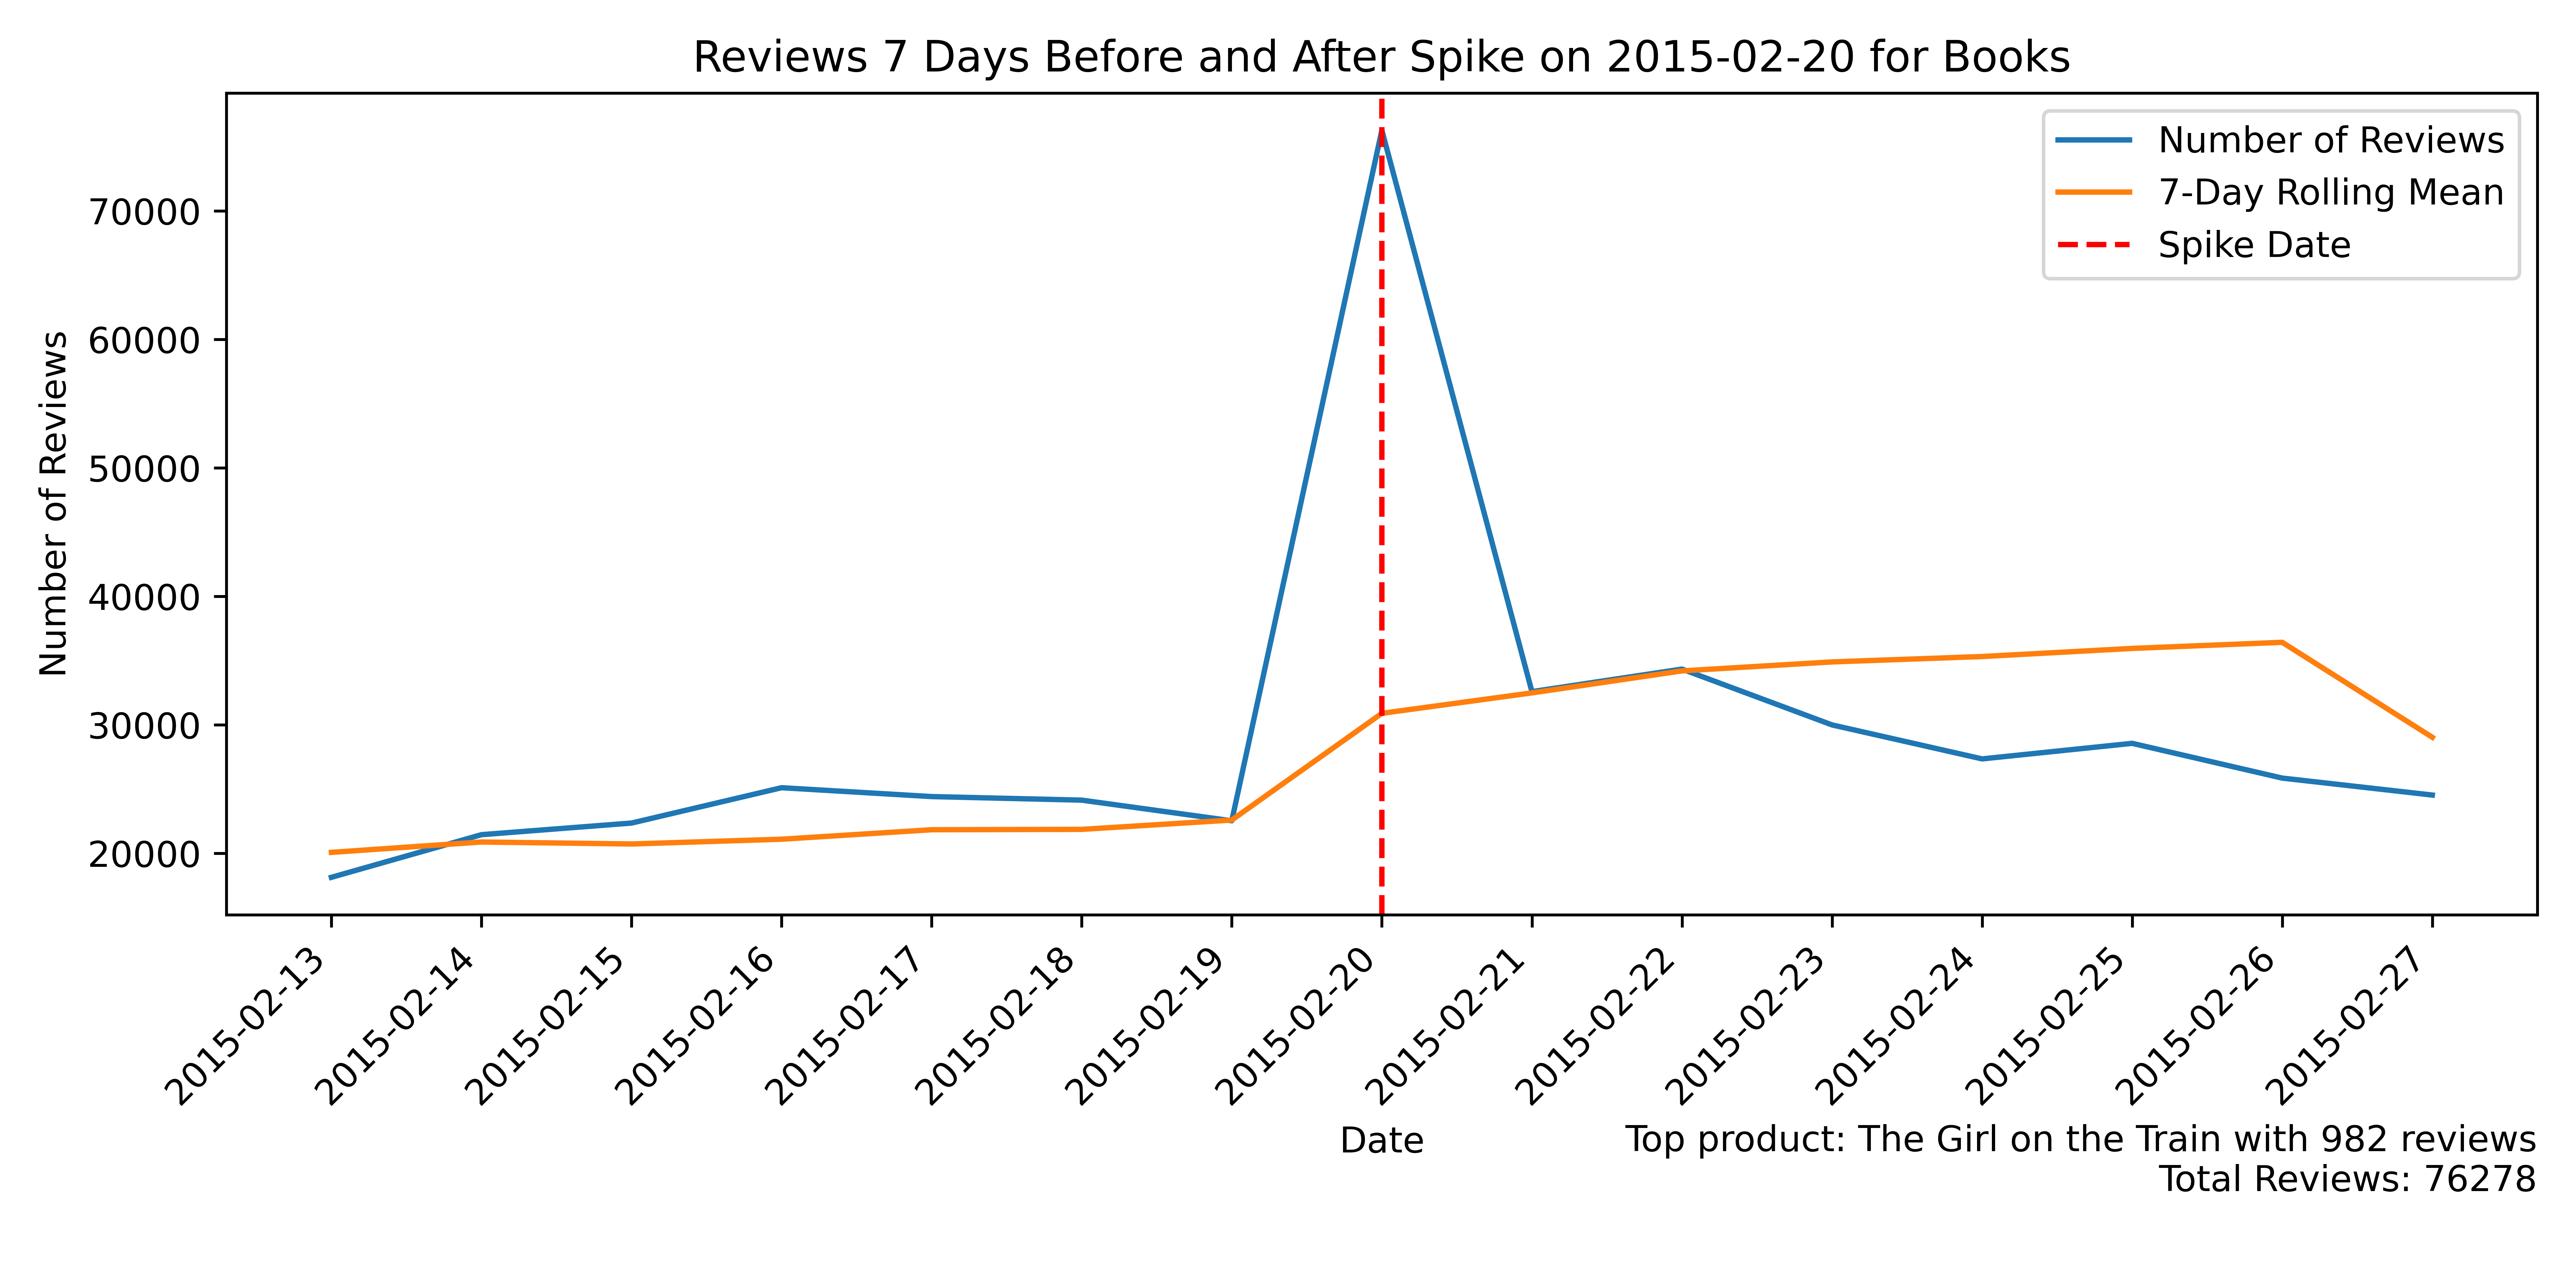 Reviews 7 Days Before and After Spike on 2015-02-20 for Books
Number of Reviews
7-Day Rolling Mean
Spike Date
Number of Reviews
70000
60000
50000
40000
30000
20000
2015-02-13
2015-02-14
2015-02-15
2015-02-16
2015-02-17
2015-02-18
2015-02-19
2015-02-20
2015-02-21
2015-02-22
2015-02-23
2015-02-24
2015-02-25
2015-02-26
2015-02-27
Date
Top product: The Girl on the Train with 982 reviews
Total Reviews: 76278